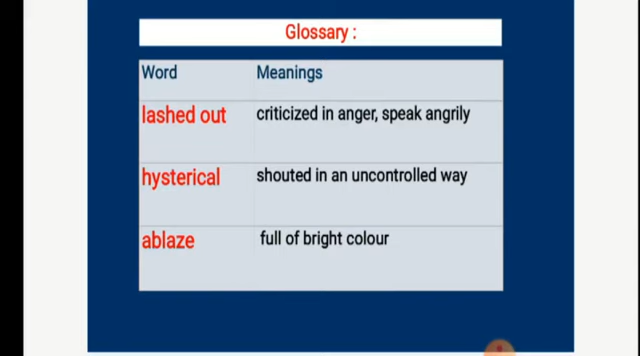 Glossary :
Word Meanings
lashed out criticized in anger, speak angrily
hysterical shouted in an uncontrolled way
ablaze full of bright colour